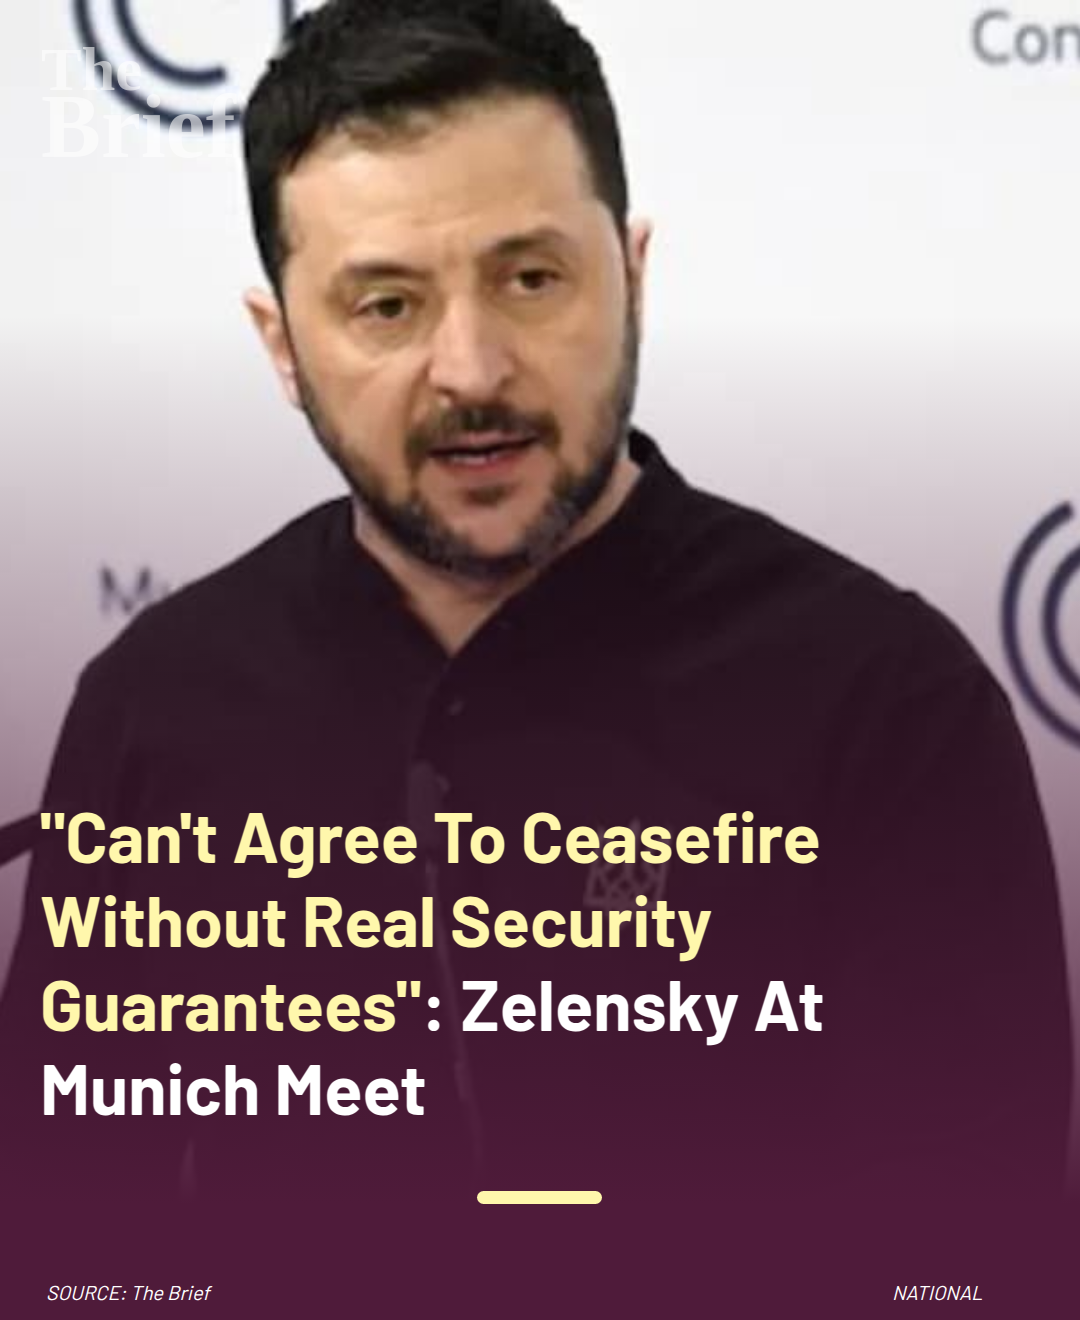 The
Brief
Con
"Can't Agree To Ceasefire
Without Real Security
Guarantees": Zelensky At
Munich Meet
SOURCE: The Brief
NATIONAL